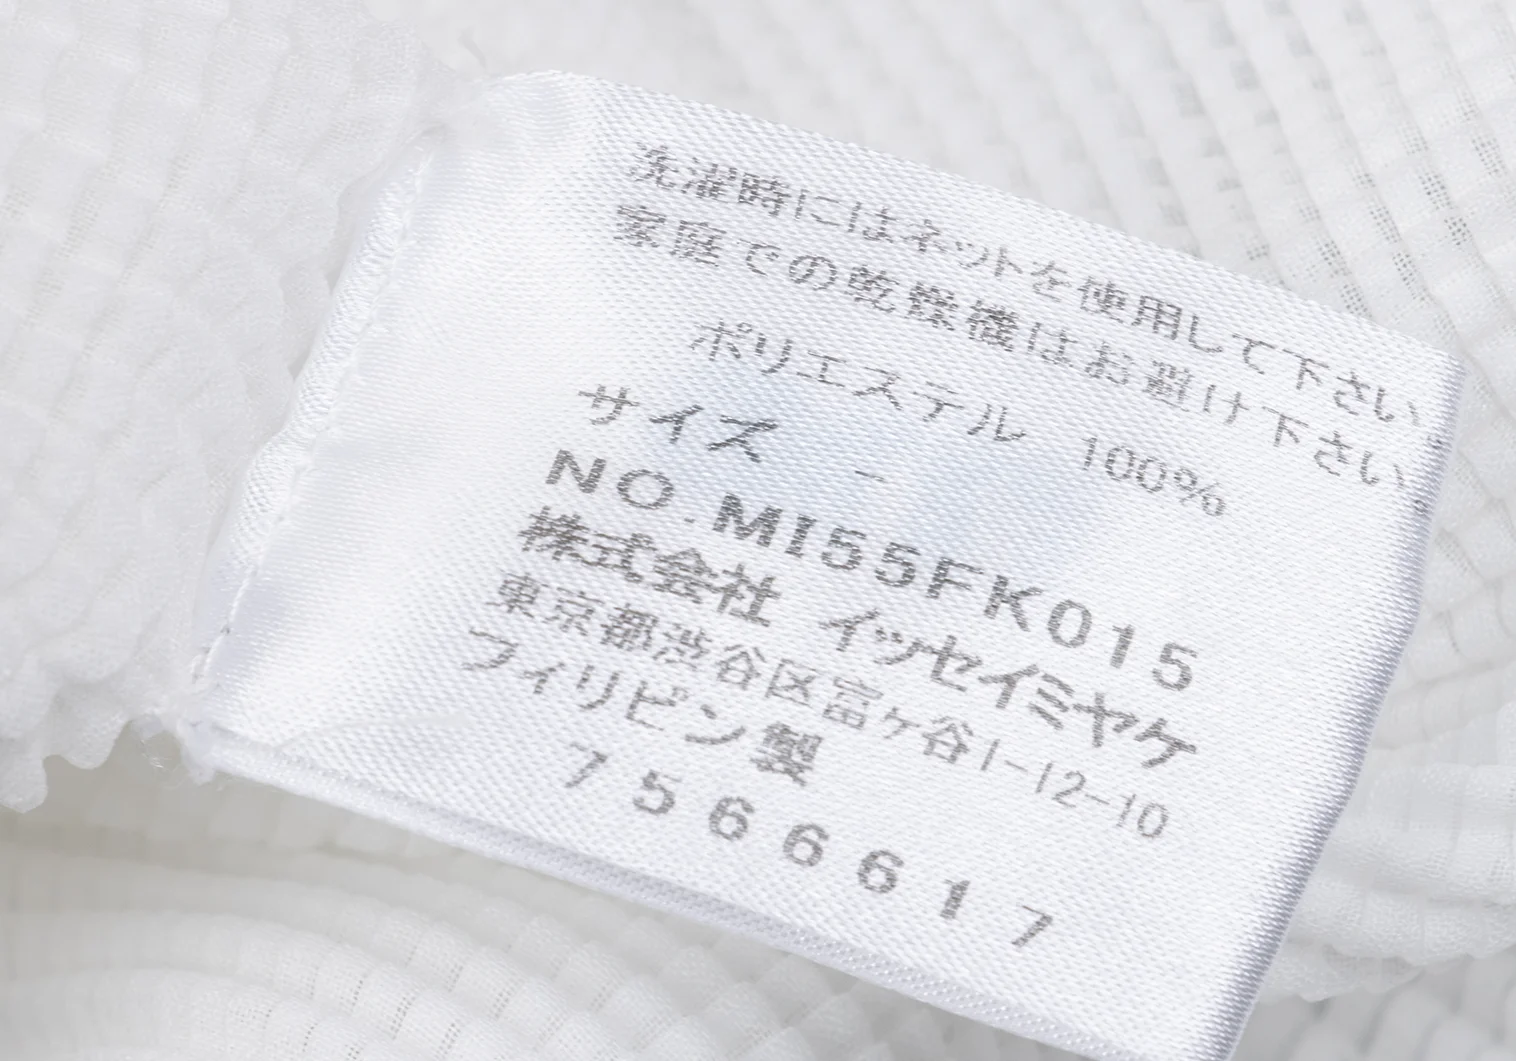 洗濯時にはネットを使用して下さい。
家庭での乾燥機はお避け下さい。
ポリエステル 100%
サイズ -
NO.MI55FK015
株式会社 イッセイミヤケ
東京都渋谷区富ヶ谷1-12-10
フィリピン製
7566617